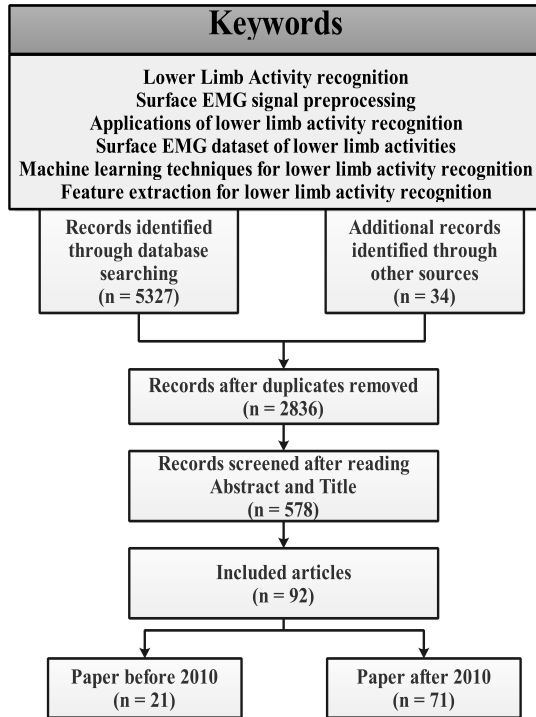 Keywords
Lower Limb Activity recognition
Surface EMG signal preprocessing
Applications of lower limb activity recognition
Surface EMG dataset of lower limb activities
Machine learning techniques for lower limb activity recognition
Feature extraction for lower limb activity recognition
Records identified
through database
searching
(n = 5327)
Additional records
identified through
other sources
(n = 34)
Records after duplicates removed
(n = 2836)
Records screened after reading
Abstract and Title
(n = 578)
Included articles
(n = 92)
Paper before 2010
(n = 21)
Paper after 2010
(n = 71)